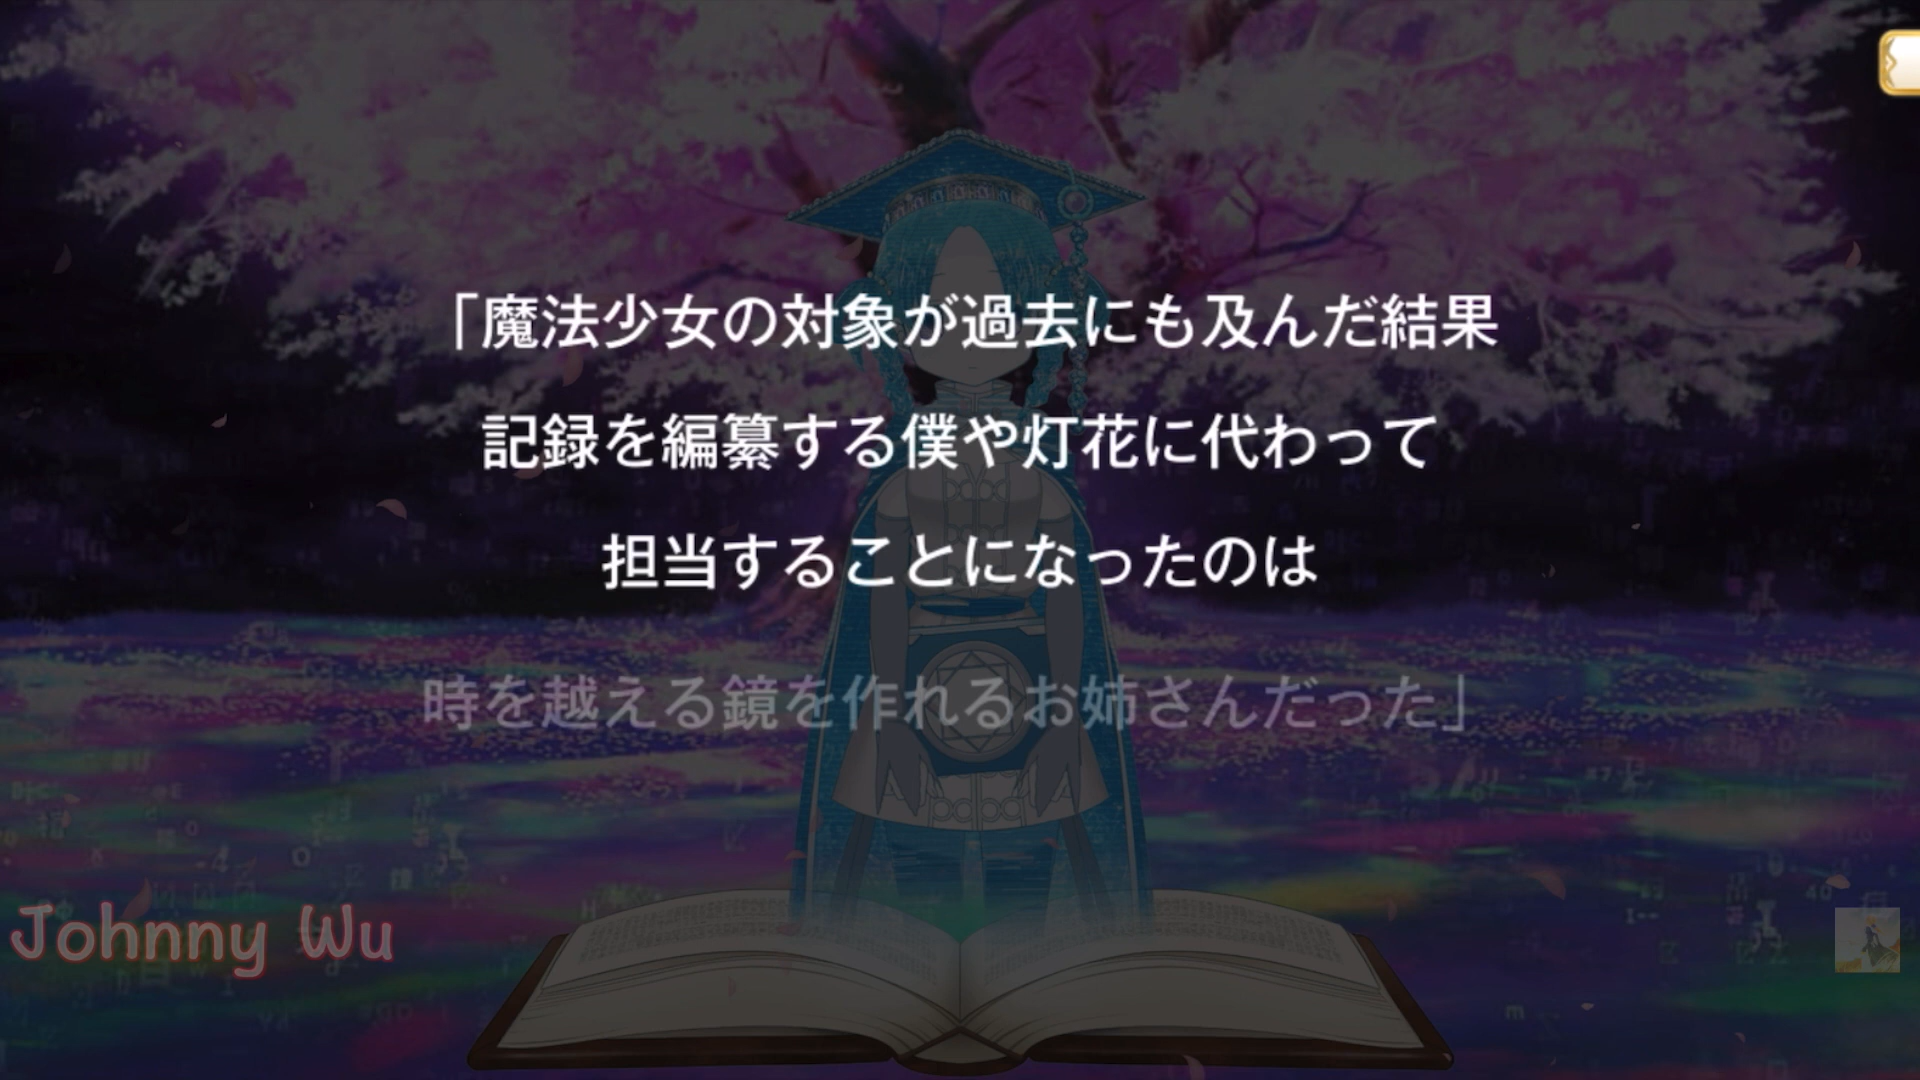 「魔法少女の対象が過去にも及んだ結果
記録を編纂する僕や灯花に代わって
担当することになったのは
時を越える鏡を作れるお姉さんだった」
Johnny Wu